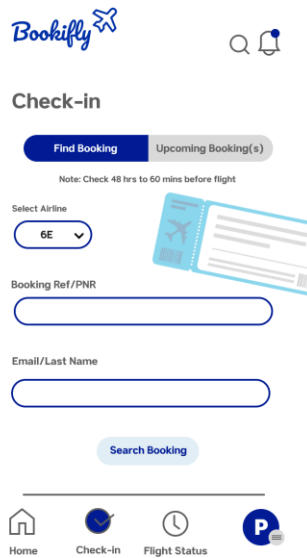 Bookifly
Check-in
Find Booking
Upcoming Booking(s)
Note: Check 48 hrs to 60 mins before flight
Select Airline
6E
Booking Ref/PNR
Email/Last Name
Search Booking
Home
Check-in
Flight Status
P